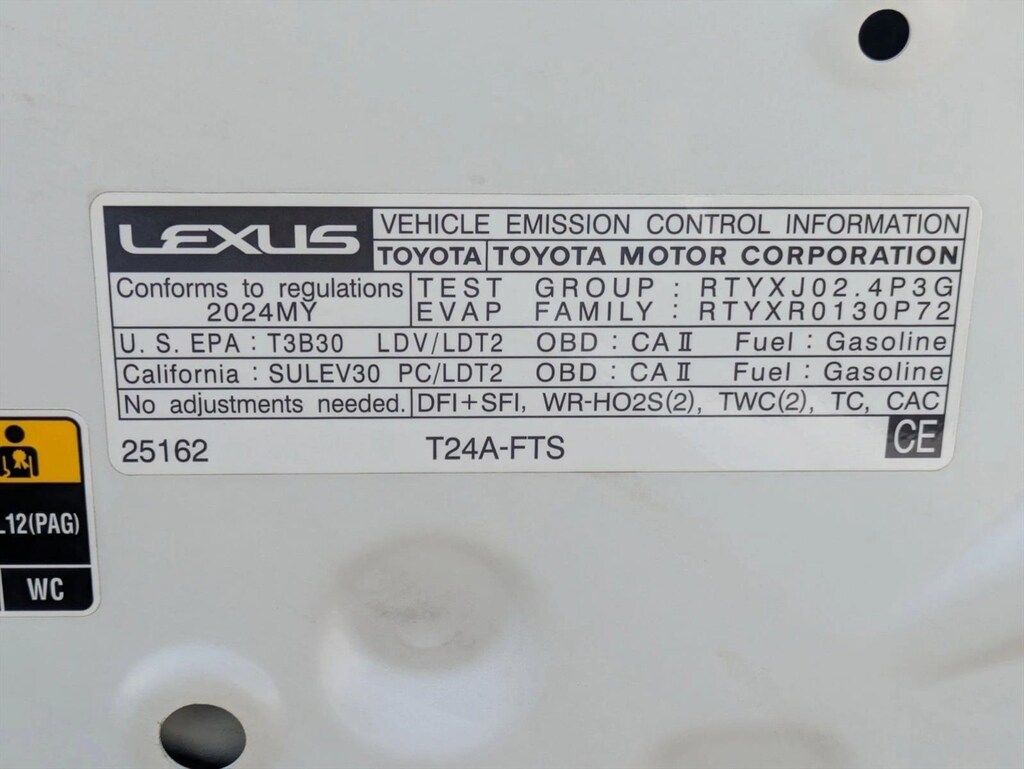 LEXUS
VEHICLE EMISSION CONTROL INFORMATION
TOYOTA TOYOTA MOTOR CORPORATION
Conforms to regulations
2024MY
TEST GROUP : RTYXJ02.4P3G
EVAP FAMILY : RTYXR0130P72
U. S. EPA : T3B30 LDV/LDT2 OBD : CA II Fuel : Gasoline
California : SULEV30 PC/LDT2 OBD : CA II Fuel : Gasoline
No adjustments needed. DFI+SFI, WR-HO2S(2), TWC(2), TC, CAC
25162 T24A-FTS CE
12(PAG)
WC